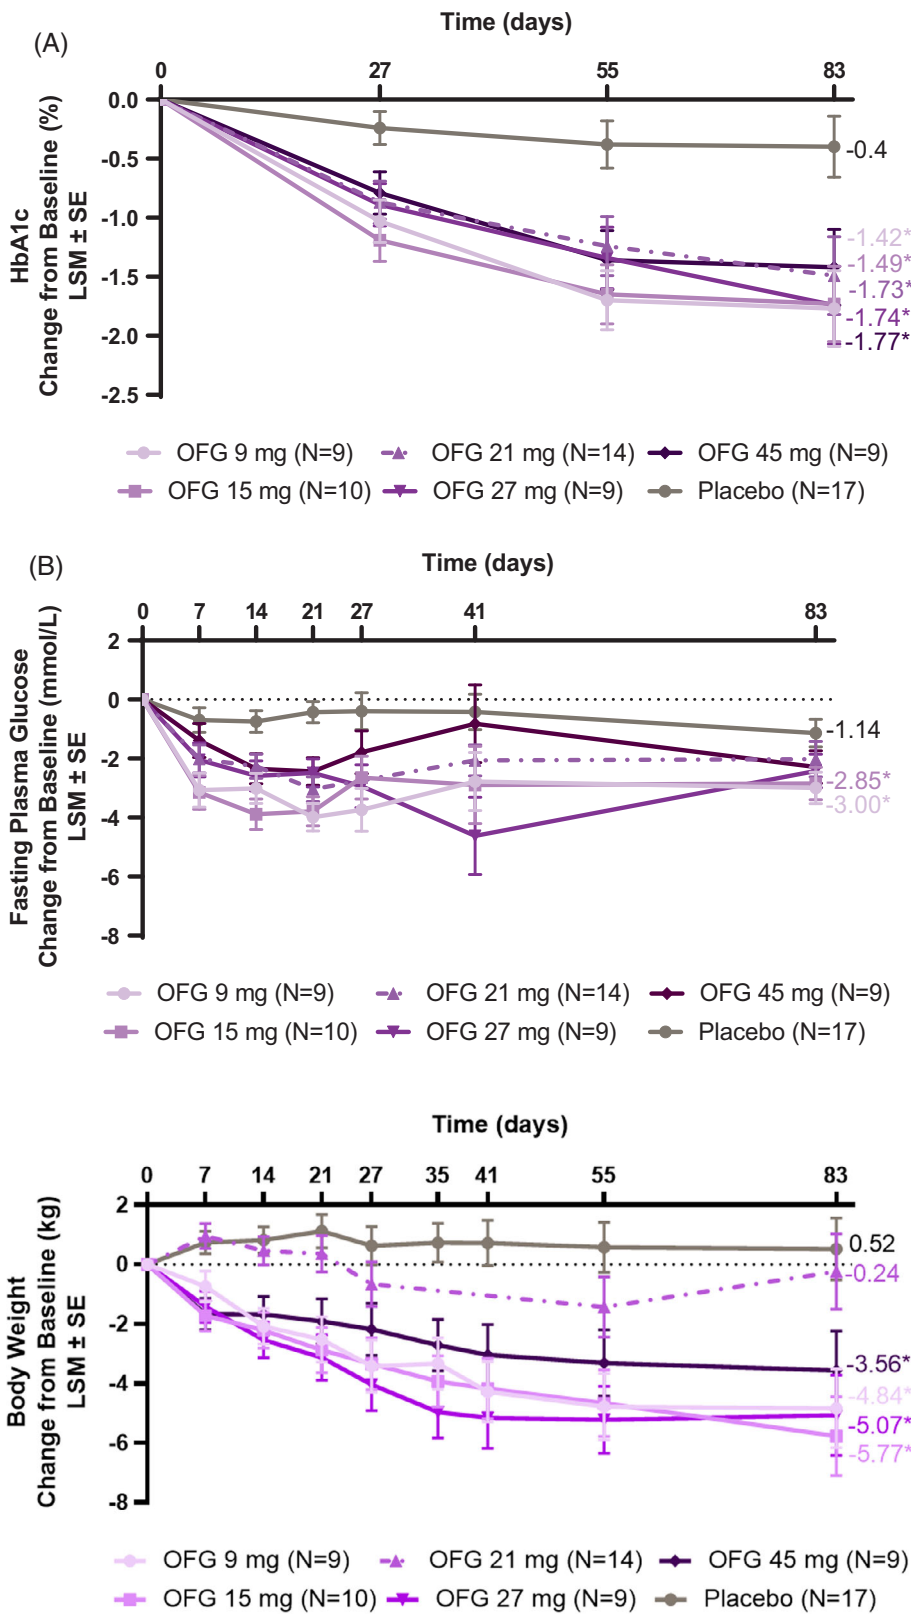 (A)
Time (days)
0 27 55 83
HbA1c
Change from Baseline (%)
LSM ± SE
0.0
-0.5
-1.0
-1.5
-2.0
-2.5
-0.4
-1.42*
-1.49*
-1.73*
-1.74*
-1.77*
OFG 9 mg (N=9) OFG 21 mg (N=14) OFG 45 mg (N=9)
OFG 15 mg (N=10) OFG 27 mg (N=9) Placebo (N=17)
(B)
Time (days)
0 7 14 21 27 41 83
Fasting Plasma Glucose
Change from Baseline (mmol/L)
LSM ± SE
2
0
-2
-4
-6
-8
-1.14
-2.85*
-3.00*
OFG 9 mg (N=9) OFG 21 mg (N=14) OFG 45 mg (N=9)
OFG 15 mg (N=10) OFG 27 mg (N=9) Placebo (N=17)
Time (days)
0 7 14 21 27 35 41 55 83
Body Weight
Change from Baseline (kg)
LSM ± SE
2
0
-2
-4
-6
-8
0.52
-0.24
-3.56*
-4.84*
-5.07*
-5.77*
OFG 9 mg (N=9) OFG 21 mg (N=14) OFG 45 mg (N=9)
OFG 15 mg (N=10) OFG 27 mg (N=9) Placebo (N=17)